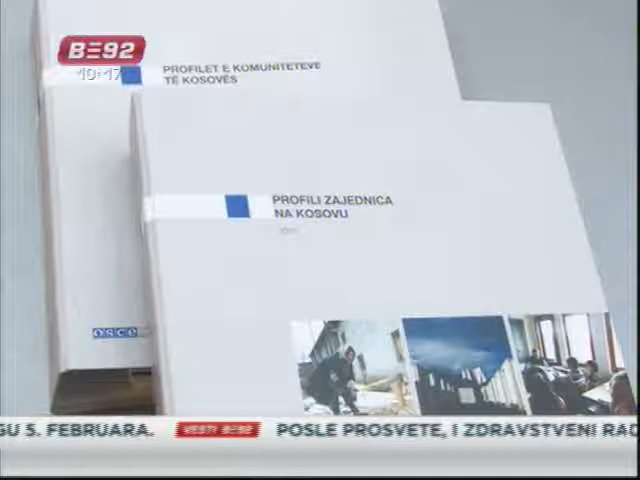 B92
10:17
PROFILET E KOMUNITETEVE
TË KOSOVËS
PROFILI ZAJEDNICA
NA KOSOVU
osce
GU 5. FEBRUARA. VESTI B92 POSLE PROSVETE, I ZDRAVSTVENI RAD